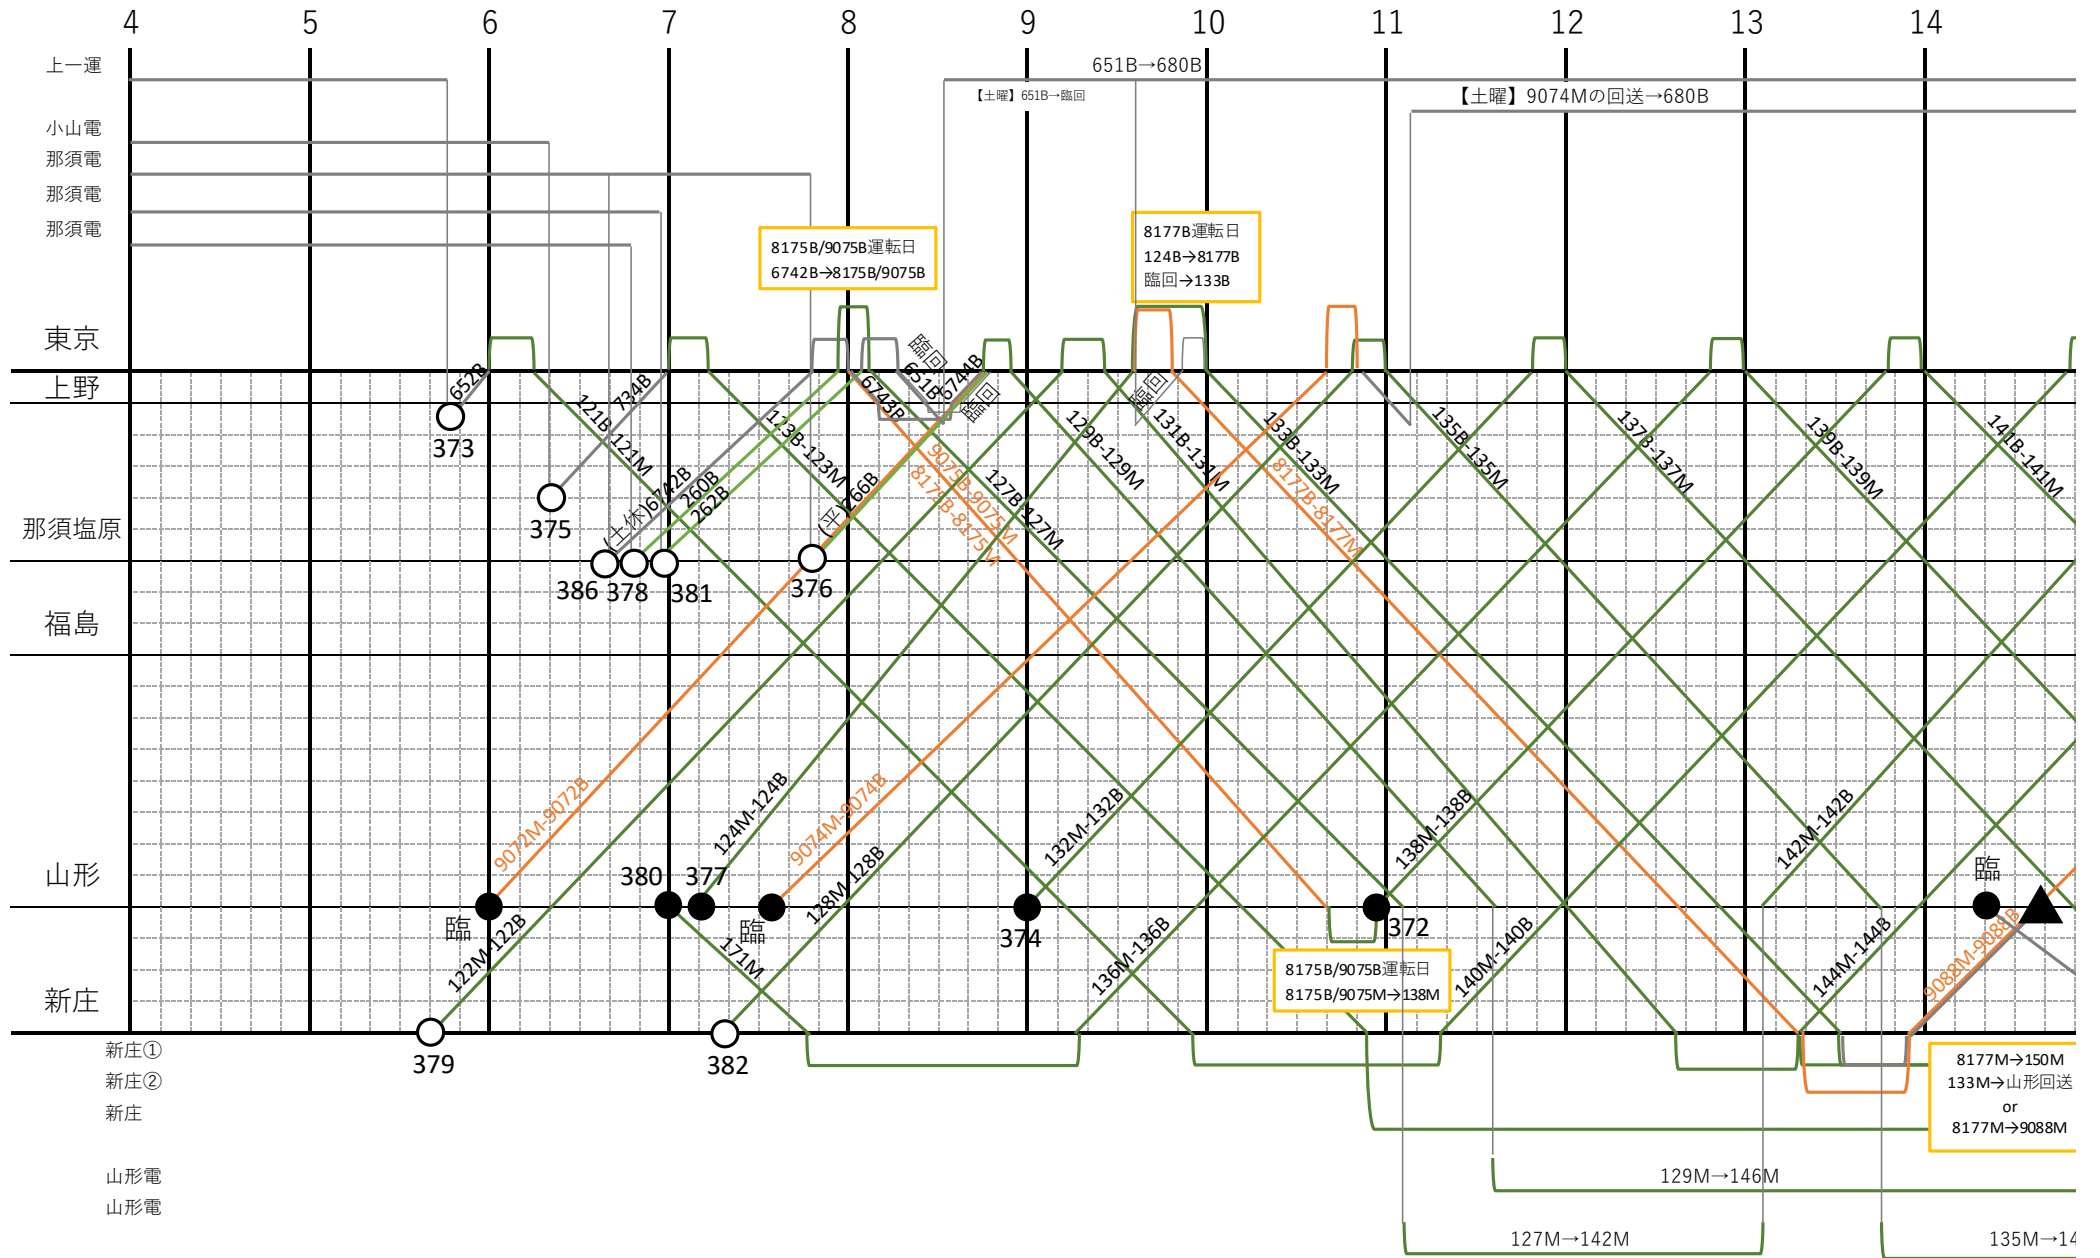 4 5 6 7 8 9 10 11 12 13 14
上一運
651B→680B
【土曜】651B→臨回
【土曜】9074Mの回送→680B
小山電
那須電
那須電
那須電
8175B/9075B運転日
6742B→8175B/9075B
8177B運転日
124B→8177B
臨回→133B
東京
上野
652B
734B
121B-121M
123B-123M
6743B
臨回
651B
6744B
臨回
臨回
129B-129M
131B-131M
133B-133M
135B-135M
137B-137M
139B-139M
141B-141M
373
375
(土休)6742B
260B
262B
(平)266B
9075B-9075M
8175B-8175M
127B-127M
8177B-8177M
那須塩原
386 378 381 376
福島
9072M-9072B
124M-124B
9074M-9074B
128M-128B
132M-132B
138M-138B
142M-142B
山形
380 377
臨
臨
臨
374
372
122M-122B
171M
136M-136B
140M-140B
144M-144B
9088M-9088B
8175B/9075B運転日
8175B/9075M→138M
新庄
379
382
新庄①
新庄②
新庄
8177M→150M
133M→山形回送
or
8177M→9088M
山形電
129M→146M
山形電
127M→142M
135M→14